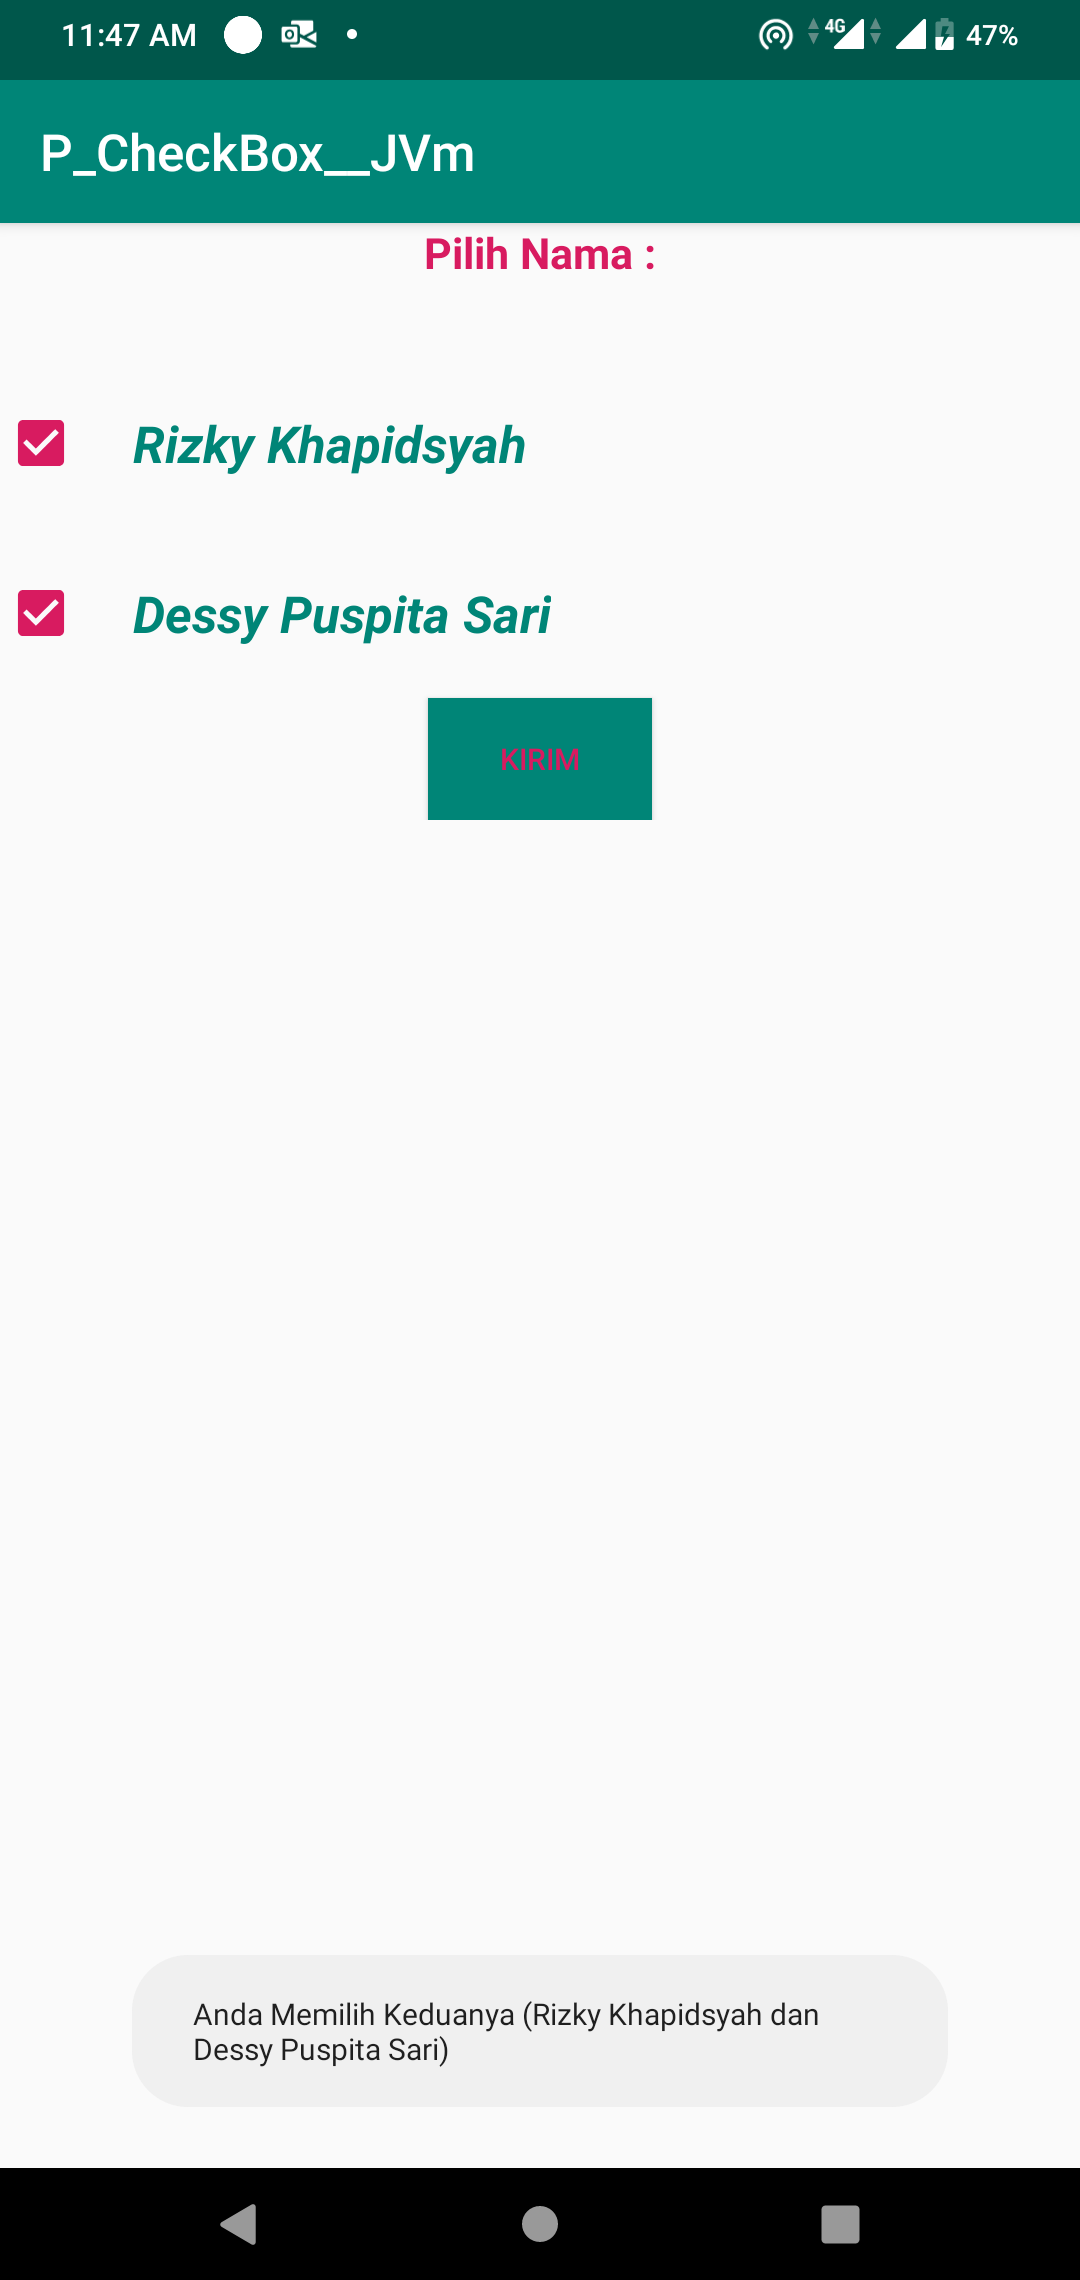 11:47 AM
4G
47%
P_CheckBox__JVm
Pilih Nama :
Rizky Khapidsyah
Dessy Puspita Sari
KIRIM
Anda Memilih Keduanya (Rizky Khapidsyah dan
Dessy Puspita Sari)